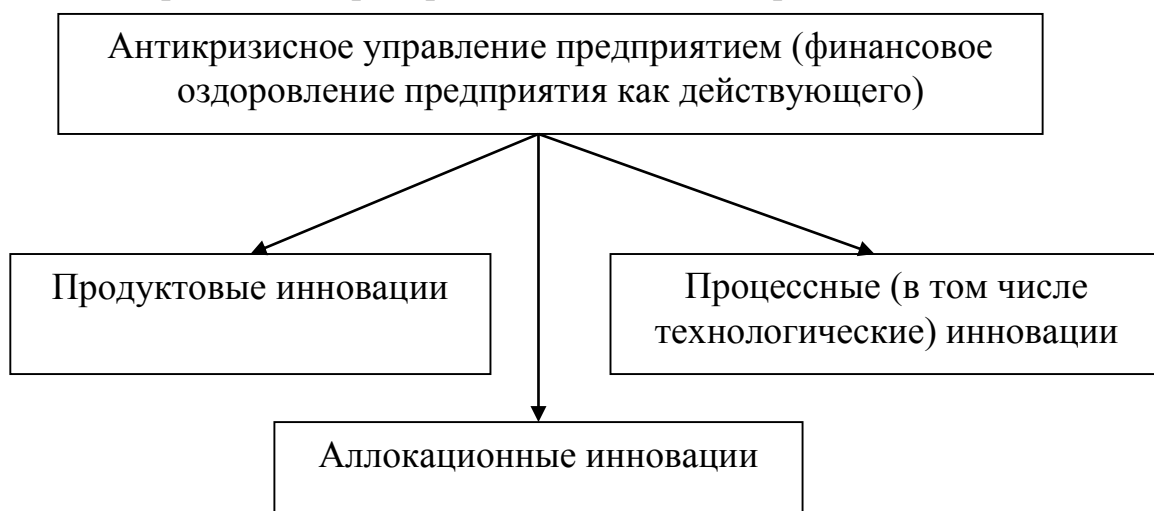 Антикризисное управление предприятием (финансовое
оздоровление предприятия как действующего)
Продуктовые инновации
Процессные (в том числе
технологические) инновации
Аллокационные инновации